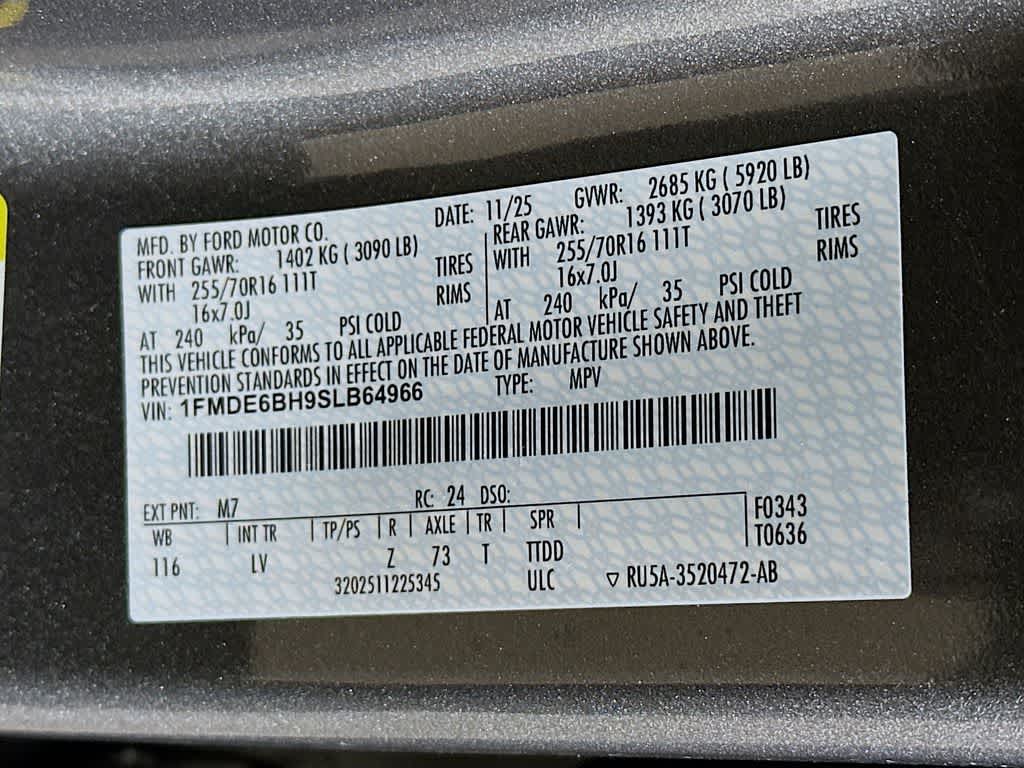 MFD. BY FORD MOTOR CO.
DATE: 11/25 GVWR: 2685 KG ( 5920 LB)
FRONT GAWR: 1402 KG ( 3090 LB)
WITH 255/70R16 111T TIRES
16x7.0J RIMS
AT 240 kPa/ 35 PSI COLD
REAR GAWR: 1393 KG ( 3070 LB)
WITH 255/70R16 111T TIRES
16x7.0J RIMS
AT 240 kPa/ 35 PSI COLD
THIS VEHICLE CONFORMS TO ALL APPLICABLE FEDERAL MOTOR VEHICLE SAFETY AND THEFT
PREVENTION STANDARDS IN EFFECT ON THE DATE OF MANUFACTURE SHOWN ABOVE.
VIN: 1FMDE6BH9SLB64966 TYPE: MPV
EXT PNT: M7 RC: 24 DSO:
WB INT TR TP/PS R AXLE TR SPR F0343
116 LV Z 73 T TTDD T0636
3202511225345 ULC ▽ RU5A-3520472-AB